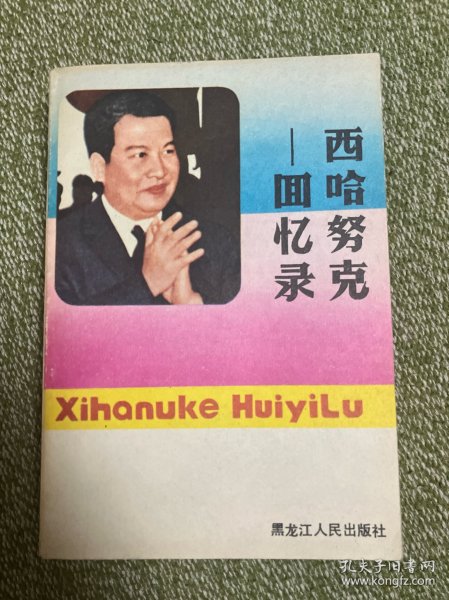 西哈努克
—回忆录
Xihanuke HuiyiLu
黑龙江人民出版社
孔夫子旧书网
www.kongfz.com